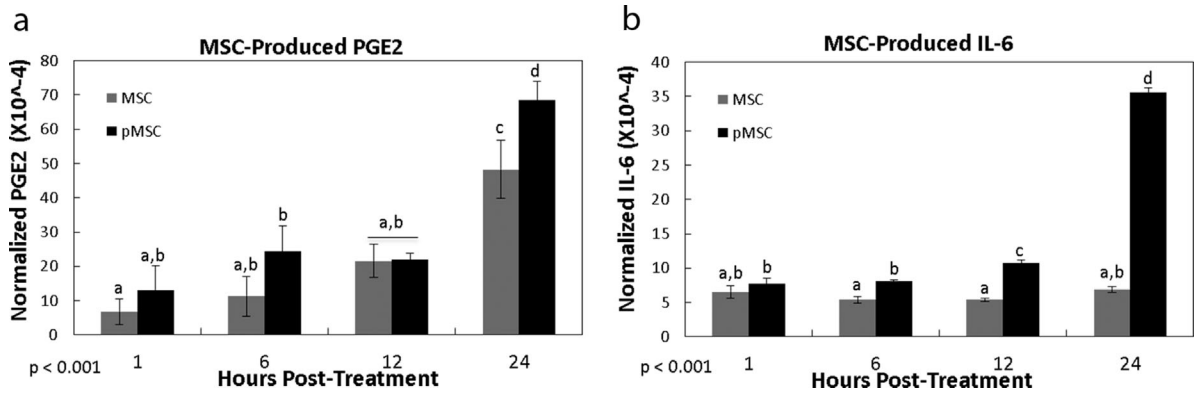 a
MSC-Produced PGE2
Normalized PGE2 (X10^-4)
80
70
60
50
40
30
20
10
0
MSC
pMSC
a
a,b
a,b
b
a,b
c
d
1
6
12
24
p < 0.001
Hours Post-Treatment
b
MSC-Produced IL-6
Normalized IL-6 (X10^-4)
40
35
30
25
20
15
10
5
0
MSC
pMSC
a,b
b
a
b
a
c
a,b
d
1
6
12
24
p < 0.001
Hours Post-Treatment